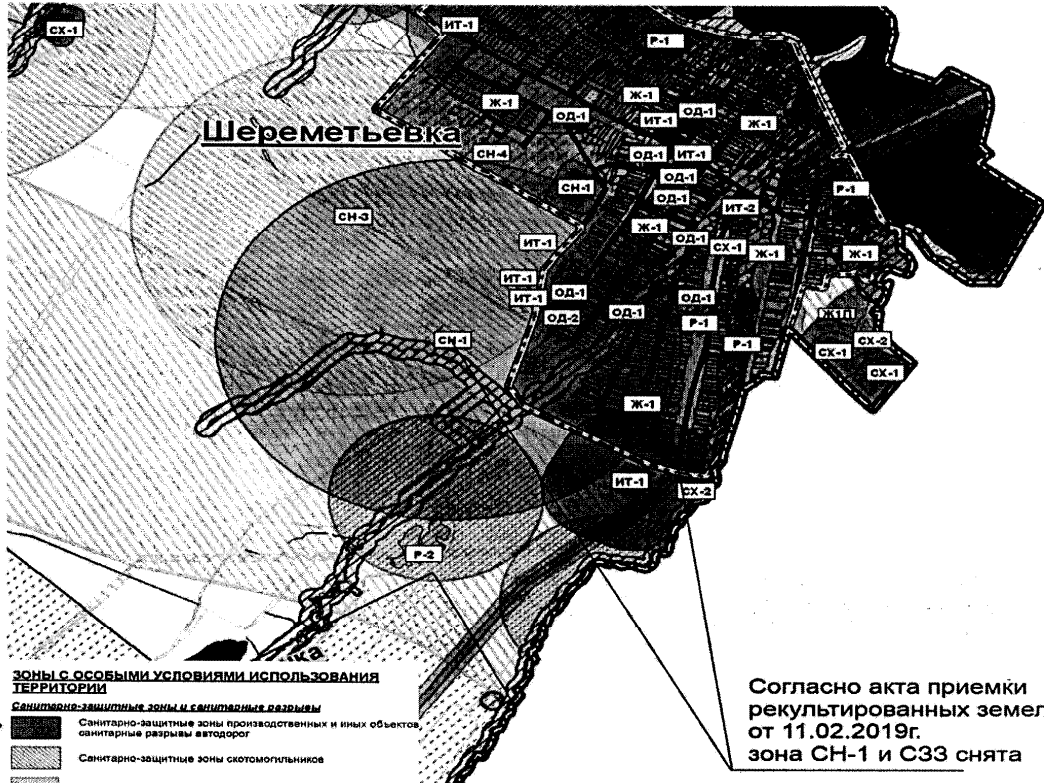 СХ-1
ИТ-1
Р-1
Ж-1
Ж-1
ОД-1
ОД-1
ИТ-1
Ж-1
Шереметьевка
СН-4
ОД-1
ИТ-1
СН-1
ОД-1
ОД-1
Р-1
СН-3
ИТ-2
Ж-1
ИТ-1
ОД-1
СХ-1
Ж-1
Ж-1
ИТ-1
ИТ-1
ОД-1
ОД-1
ОД-2
ОД-1
Р-1
Ж1П
СН-1
Р-1
СХ-2
СХ-1
СХ-1
Ж-1
ИТ-1
СХ-2
Р-2
ЗОНЫ С ОСОБЫМИ УСЛОВИЯМИ ИСПОЛЬЗОВАНИЯ
ТЕРРИТОРИИ
Санитарно-защитные зоны и санитарные разрывы
Санитарно-защитные зоны производственных и иных объектов,
санитарные разрывы автодорог
Санитарно-защитные зоны скотомогильников
Согласно акта приемки
рекультированных земел
от 11.02.2019г.
зона СН-1 и СЗЗ снята